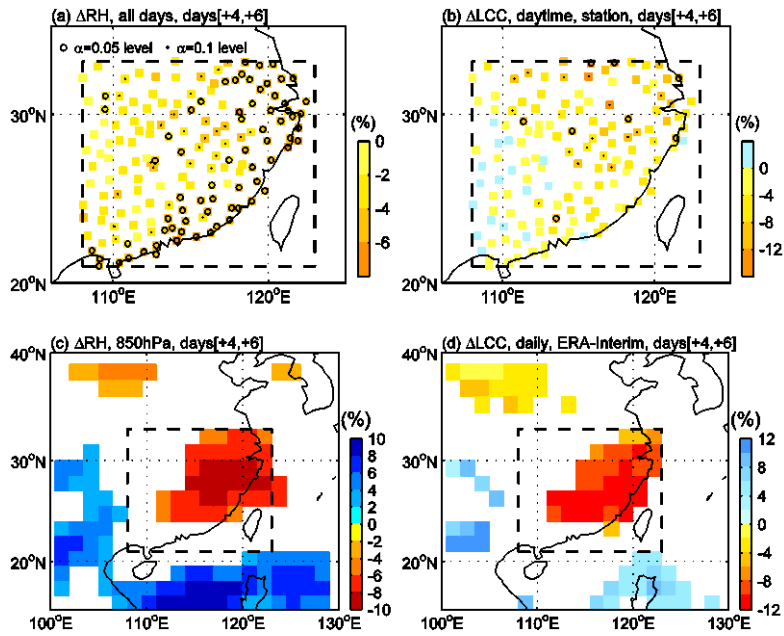 (a) ΔRH, all days, days[+4,+6]
α=0.05 level
α=0.1 level
30°N
20°N
110°E
120°E
(%)
0
-2
-4
-6
(b) ΔLCC, daytime, station, days[+4,+6]
30°N
20°N
110°E
120°E
(%)
4
0
-4
-8
-12
(c) ΔRH, 850hPa, days[+4,+6]
40°N
30°N
20°N
100°E
110°E
120°E
130°E
(%)
10
8
6
4
2
0
-2
-4
-6
-8
-10
(d) ΔLCC, daily, ERA-Interim, days[+4,+6]
40°N
30°N
20°N
100°E
110°E
120°E
130°E
(%)
12
8
4
0
-4
-8
-12